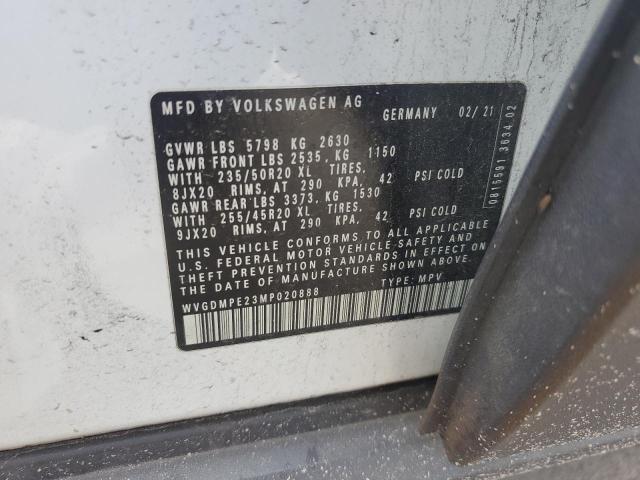 MFD BY VOLKSWAGEN AG GERMANY 02/21
GVWR LBS 5798 KG 2630
GAWR FRONT LBS 2535, KG 1150
WITH 235/50R20 XL TIRES,
8JX20 RIMS, AT 290 KPA, 42 PSI COLD
GAWR REAR LBS 3373, KG 1530
WITH 255/45R20 XL TIRES,
9JX20 RIMS, AT 290 KPA, 42 PSI COLD
THIS VEHICLE CONFORMS TO ALL APPLICABLE
U.S. FEDERAL MOTOR VEHICLE SAFETY AND
THEFT PREVENTION STANDARDS IN EFFECT ON
THE DATE OF MANUFACTURE SHOWN ABOVE.
WVGDMPE23MP020888 TYPE: MPV
0815591 3634.02